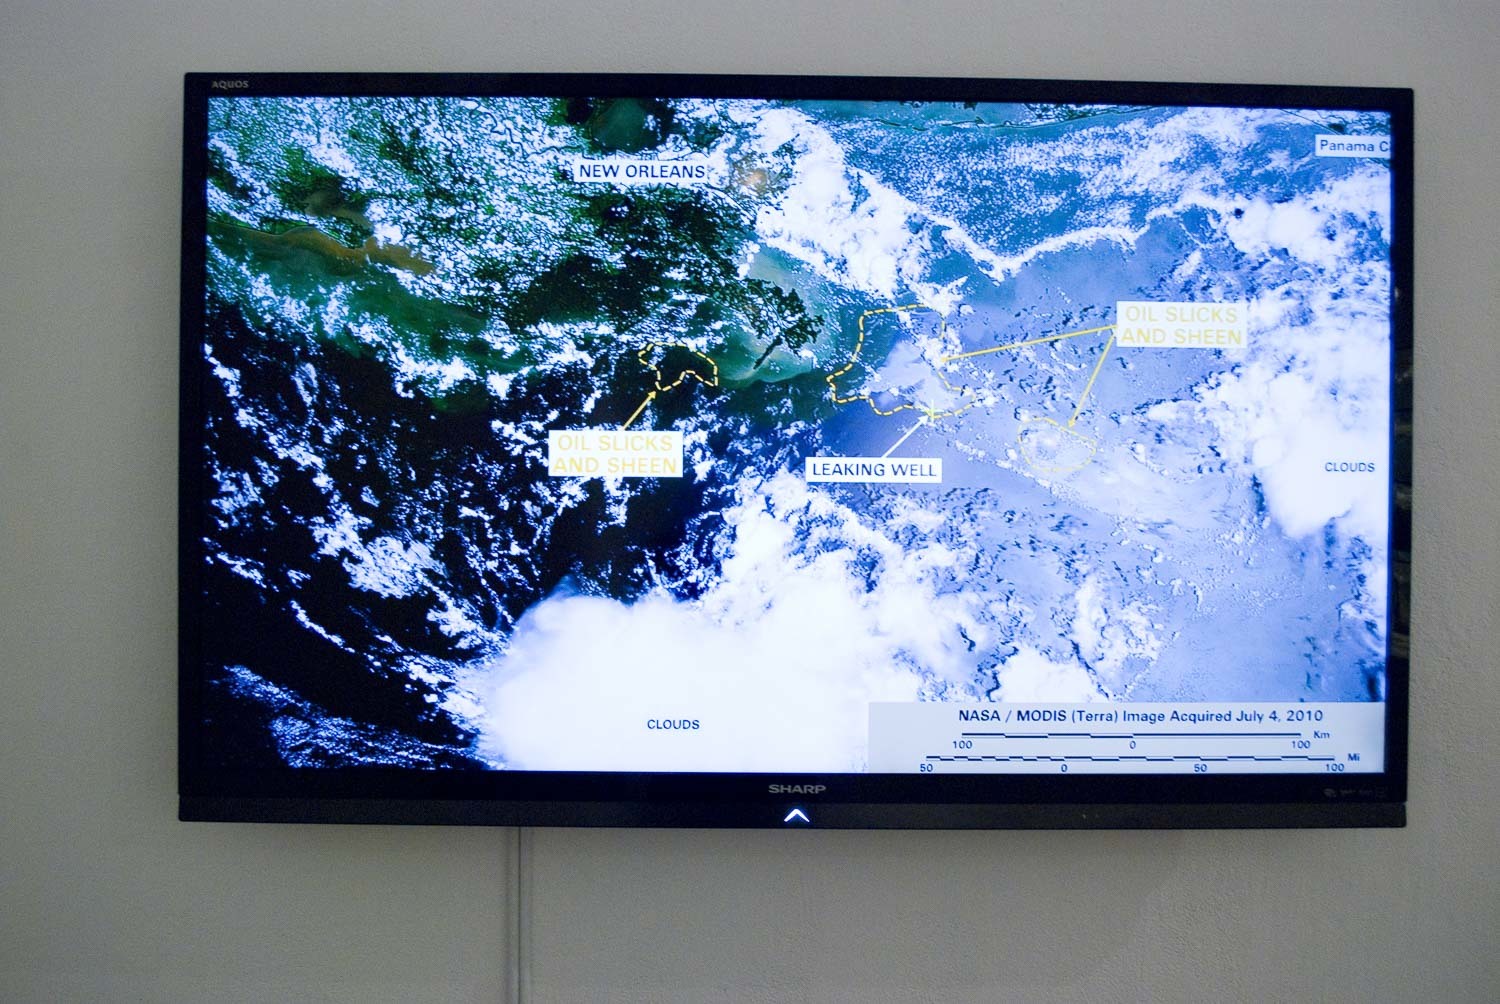 AQUOS
Panama C
NEW ORLEANS
OIL SLICKS
AND SHEEN
OIL SLICKS
AND SHEEN
LEAKING WELL
CLOUDS
CLOUDS
NASA / MODIS (Terra) Image Acquired July 4, 2010
Km
100 0 100
Mi
50 0 50 100
SHARP